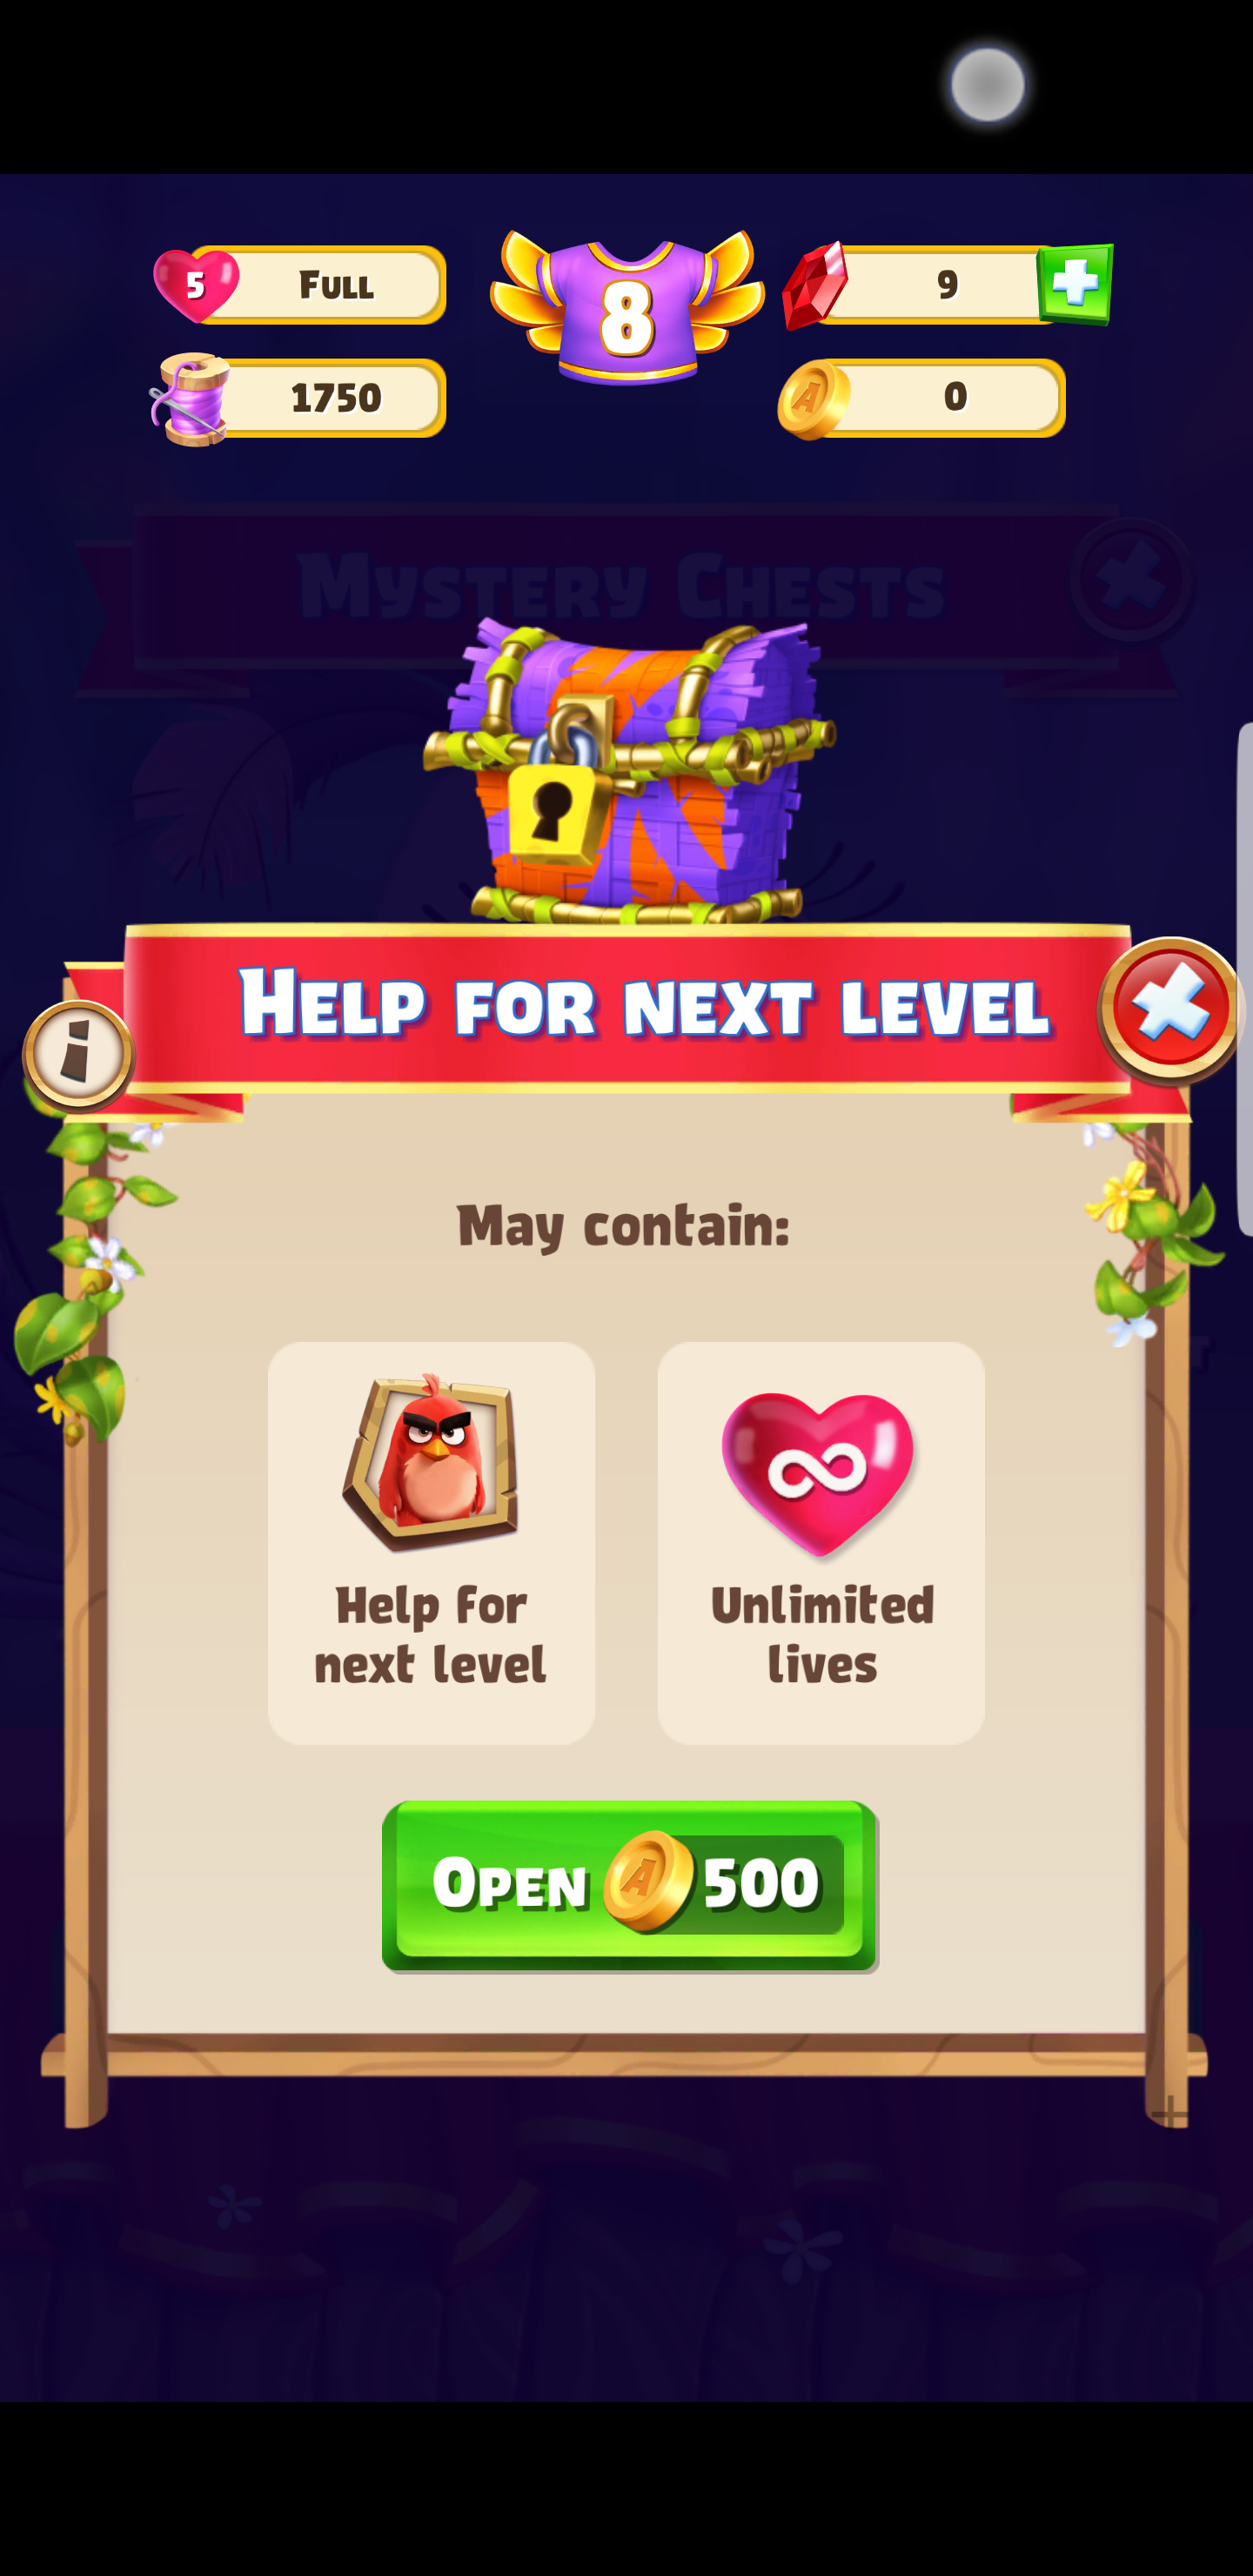 5 Full
8
9
1750
0
Mystery Chests
Help for next level
May contain:
Help for
next level
Unlimited
lives
Open A 500